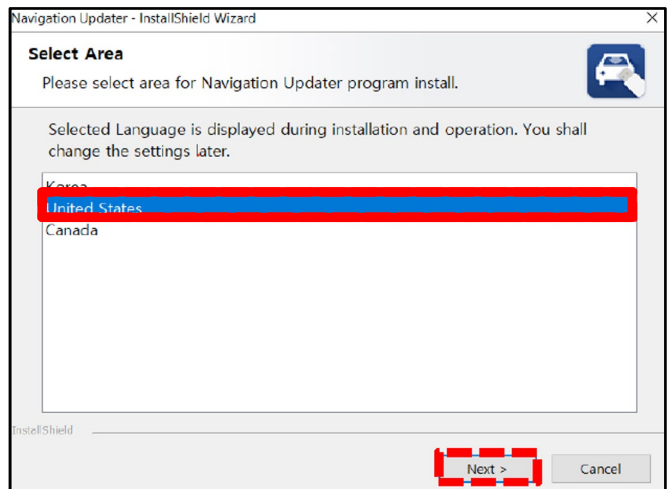 Navigation Updater - InstallShield Wizard
Select Area
Please select area for Navigation Updater program install.
Selected Language is displayed during installation and operation. You shall
change the settings later.
Korea
United States
Canada
InstallShield
Next >
Cancel